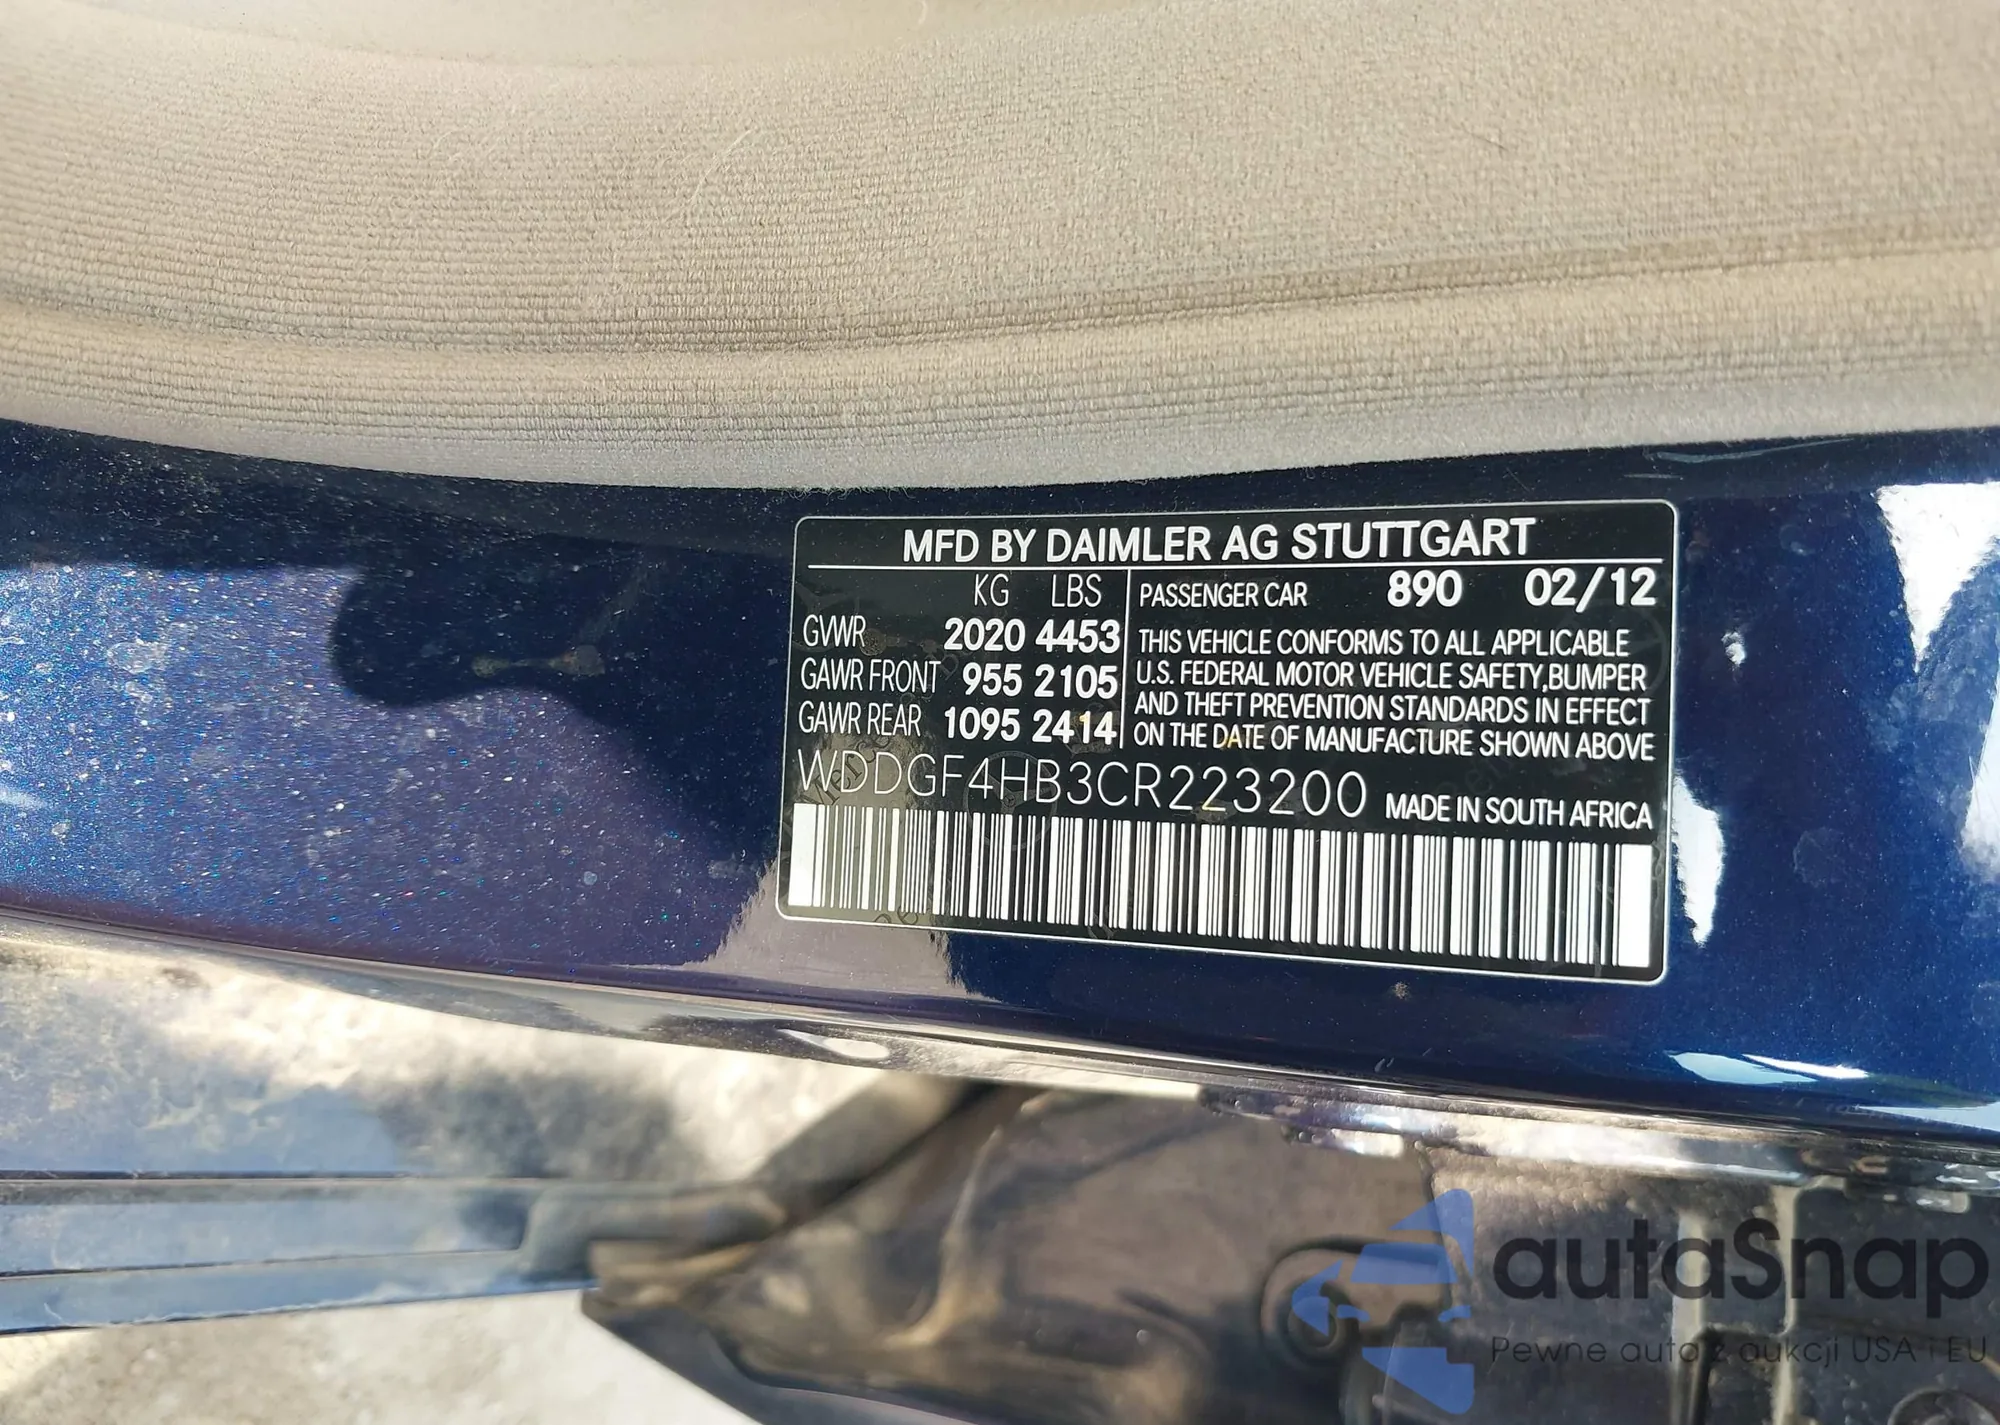 MFD BY DAIMLER AG STUTTGART
KG LBS
GVWR 2020 4453
GAWR FRONT 955 2105
GAWR REAR 1095 2414
PASSENGER CAR 890 02/12
THIS VEHICLE CONFORMS TO ALL APPLICABLE
U.S. FEDERAL MOTOR VEHICLE SAFETY,BUMPER
AND THEFT PREVENTION STANDARDS IN EFFECT
ON THE DATE OF MANUFACTURE SHOWN ABOVE
WDDGF4HB3CR223200 MADE IN SOUTH AFRICA
autaSnap
Pewne auta z aukcji USA i EU